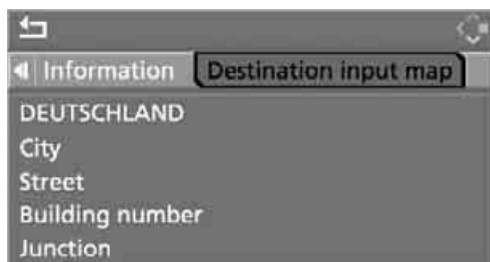 Information Destination input map
DEUTSCHLAND
City
Street
Building number
Junction